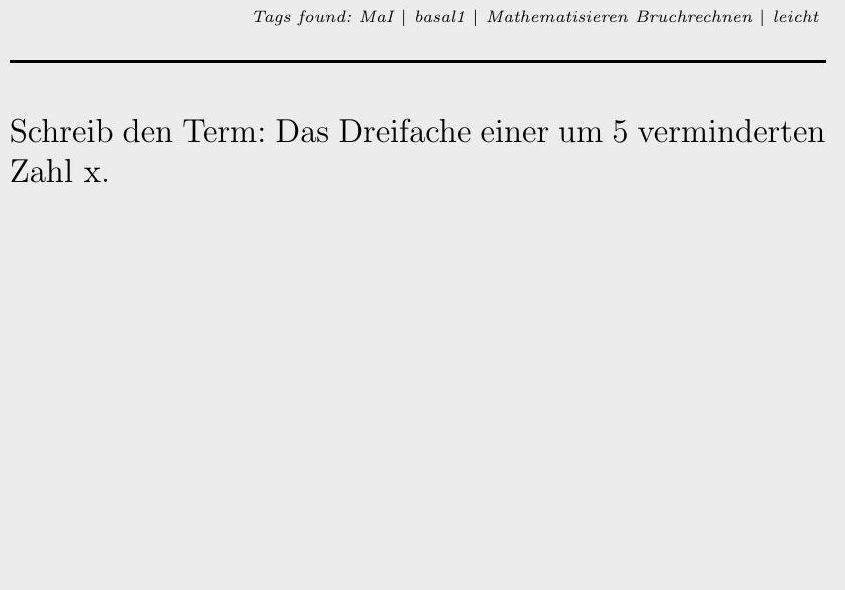 Tags found: MaI | basal1 | Mathematisieren Bruchrechnen | leicht
Schreib den Term: Das Dreifache einer um 5 verminderten
Zahl x.